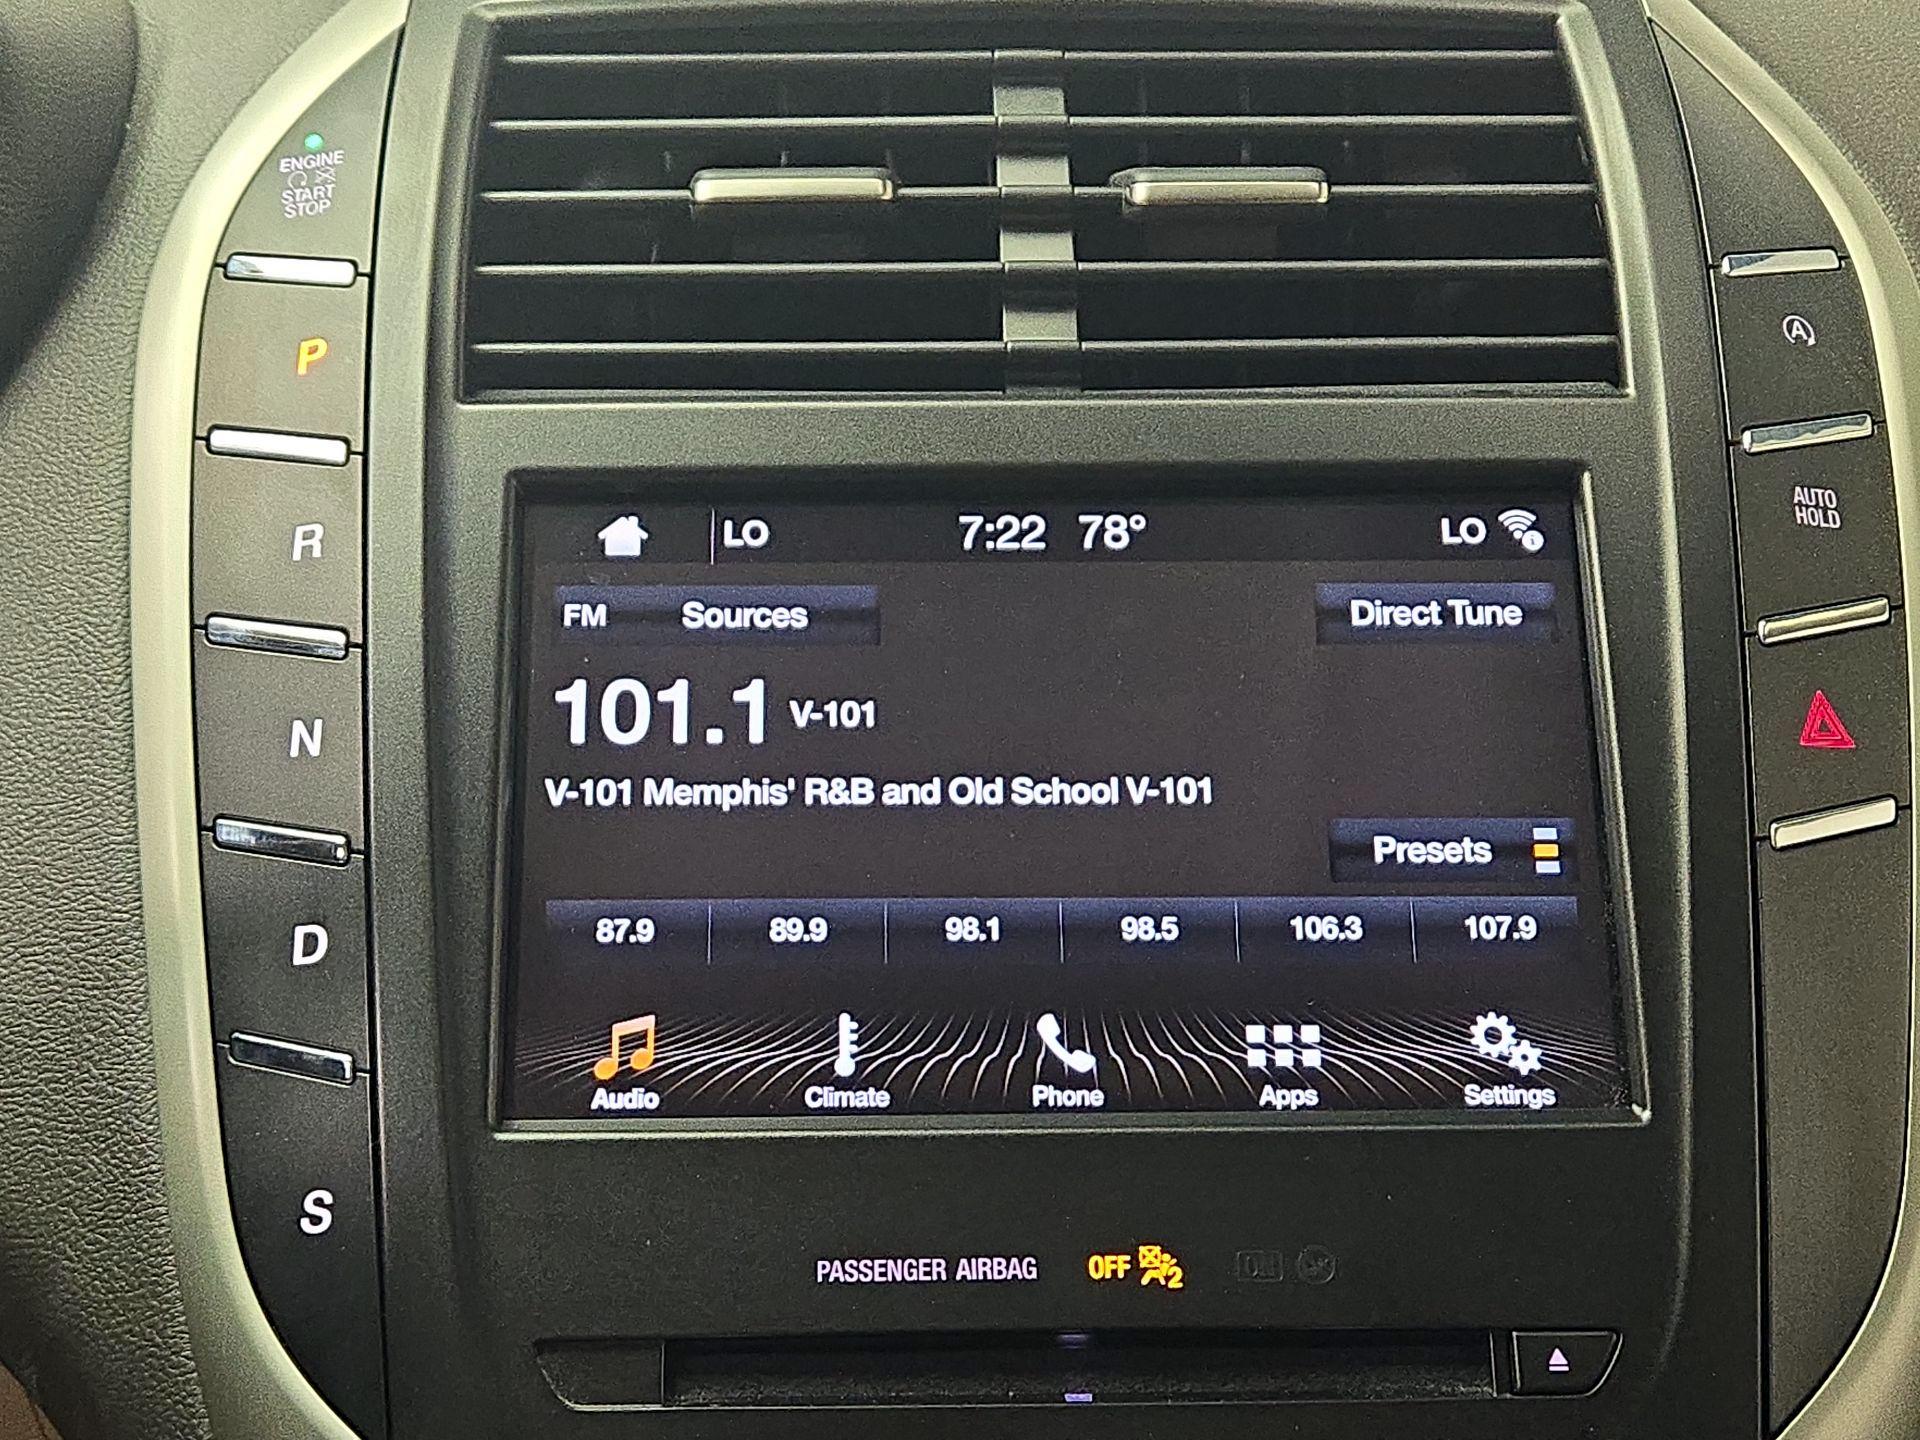 ENGINE
START
STOP
P
R
N
D
S
LO 7:22 78° LO
FM Sources Direct Tune
101.1 V-101
V-101 Memphis' R&B and Old School V-101
Presets
87.9 89.9 98.1 98.5 106.3 107.9
Audio Climate Phone Apps Settings
A
AUTO
HOLD
PASSENGER AIRBAG OFF 2 ON